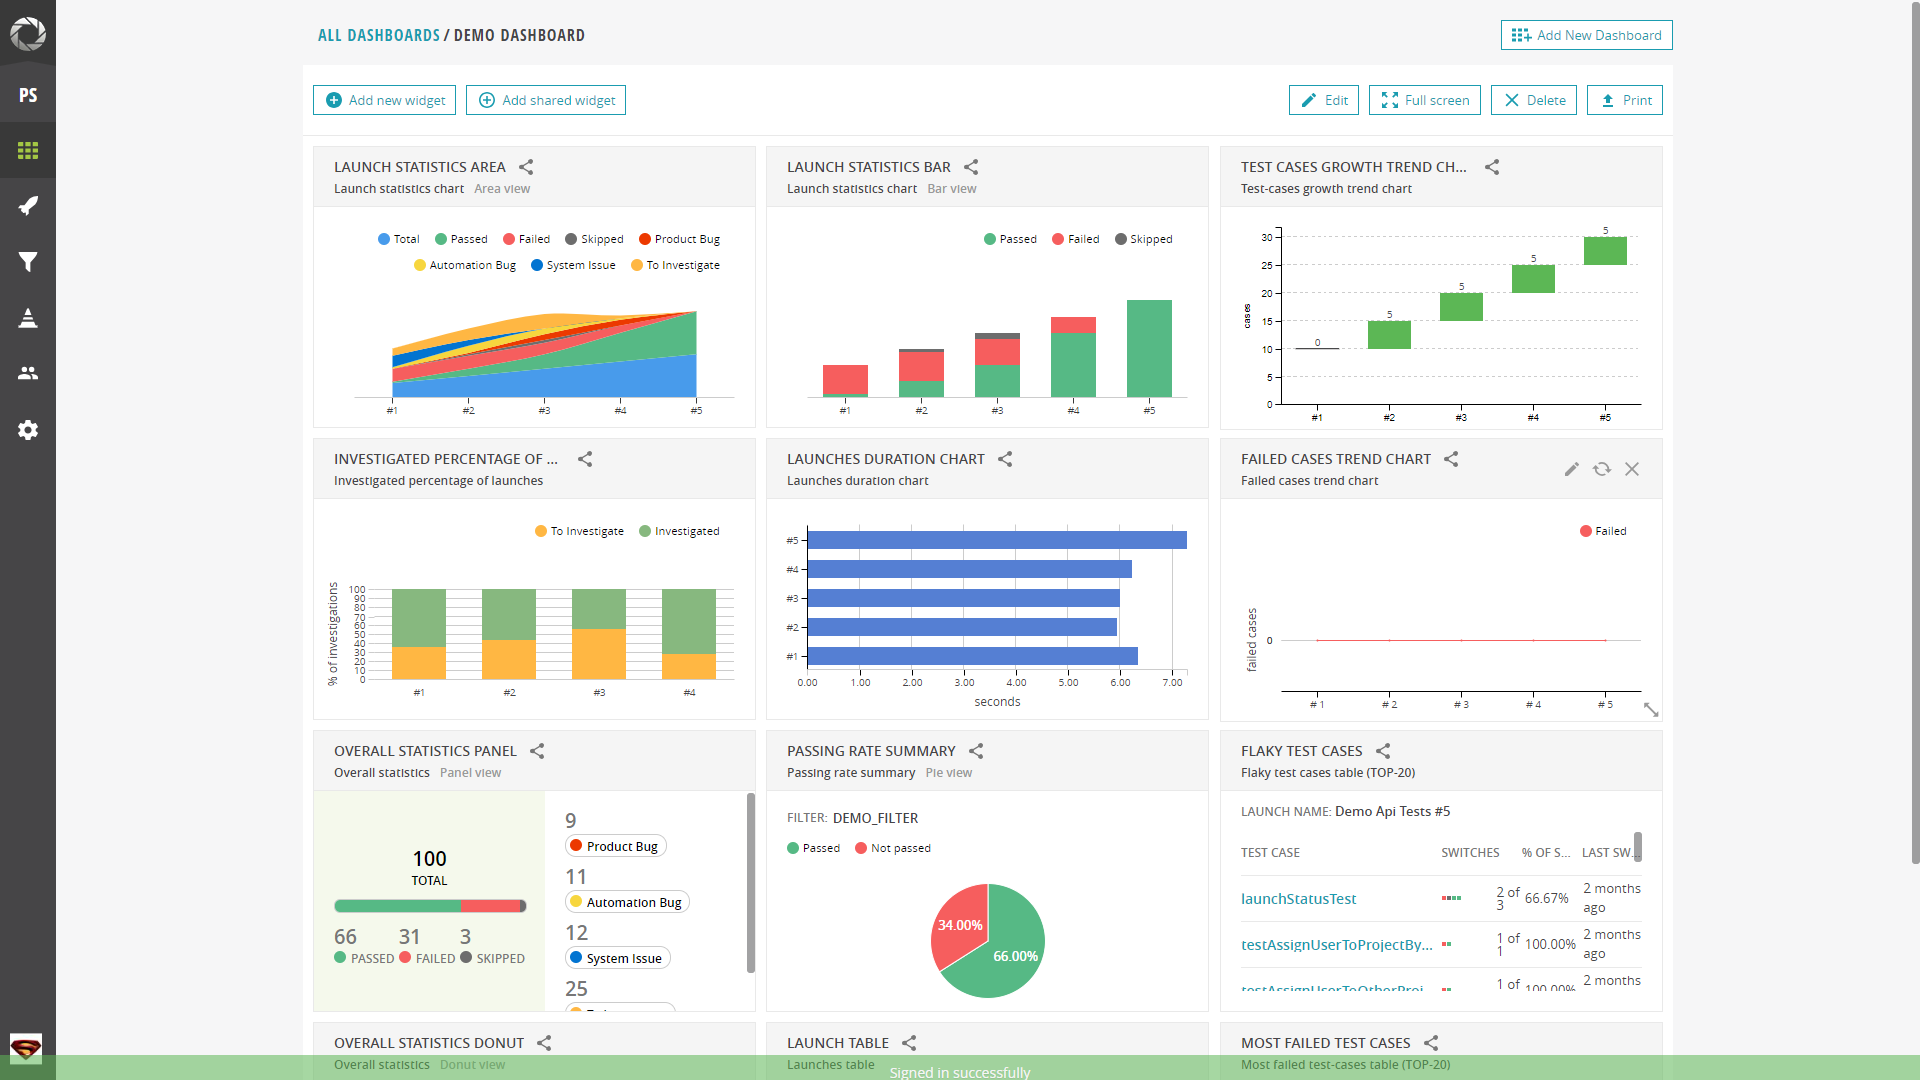 ALL DASHBOARDS / DEMO DASHBOARD
Add New Dashboard
PS
Add new widget
Add shared widget
Edit
Full screen
Delete
Print
LAUNCH STATISTICS AREA
Launch statistics chart Area view
Total Passed Failed Skipped Product Bug
Automation Bug System Issue To Investigate
#1 #2 #3 #4 #5
LAUNCH STATISTICS BAR
Launch statistics chart Bar view
Passed Failed Skipped
#1 #2 #3 #4 #5
TEST CASES GROWTH TREND CH...
Test-cases growth trend chart
cases
30
25
20
15
10
5
0
0 5 5 5 5
#1 #2 #3 #4 #5
INVESTIGATED PERCENTAGE OF ...
Investigated percentage of launches
To Investigate Investigated
% of investigations
100
90
80
70
60
50
40
30
20
10
0
#1 #2 #3 #4
LAUNCHES DURATION CHART
Launches duration chart
#5
#4
#3
#2
#1
0.00 1.00 2.00 3.00 4.00 5.00 6.00 7.00
seconds
FAILED CASES TREND CHART
Failed cases trend chart
Failed
failed cases
0
# 1 # 2 # 3 # 4 # 5
OVERALL STATISTICS PANEL
Overall statistics Panel view
100
TOTAL
66 31 3
PASSED FAILED SKIPPED
9
Product Bug
11
Automation Bug
12
System Issue
25
PASSING RATE SUMMARY
Passing rate summary Pie view
FILTER: DEMO_FILTER
Passed Not passed
34.00%
66.00%
FLAKY TEST CASES
Flaky test cases table (TOP-20)
LAUNCH NAME: Demo Api Tests #5
TEST CASE SWITCHES % OF S... LAST SW...
launchStatusTest 2 of 3 66.67% 2 months ago
testAssignUserToProjectBy... 1 of 1 100.00% 2 months ago
testAssignUserToOtherProj... 1 of 100.00% 2 months
OVERALL STATISTICS DONUT
Overall statistics Donut view
LAUNCH TABLE
Launches table
MOST FAILED TEST CASES
Most failed test-cases table (TOP-20)
Signed in successfully